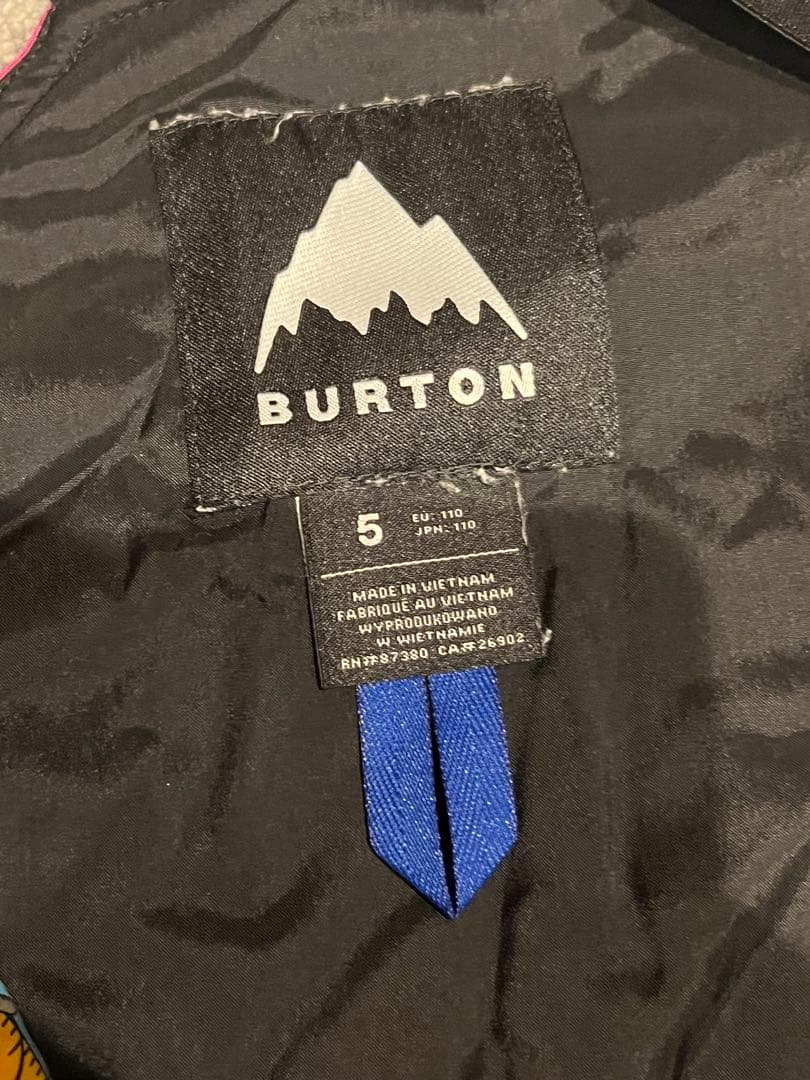 BURTON
5
EU: 110
JPN: 110
MADE IN VIETNAM
FABRIQUÉ AU VIETNAM
WYPRODUKOWANO
W WIETNAMIE
RN#87380 CA#26902